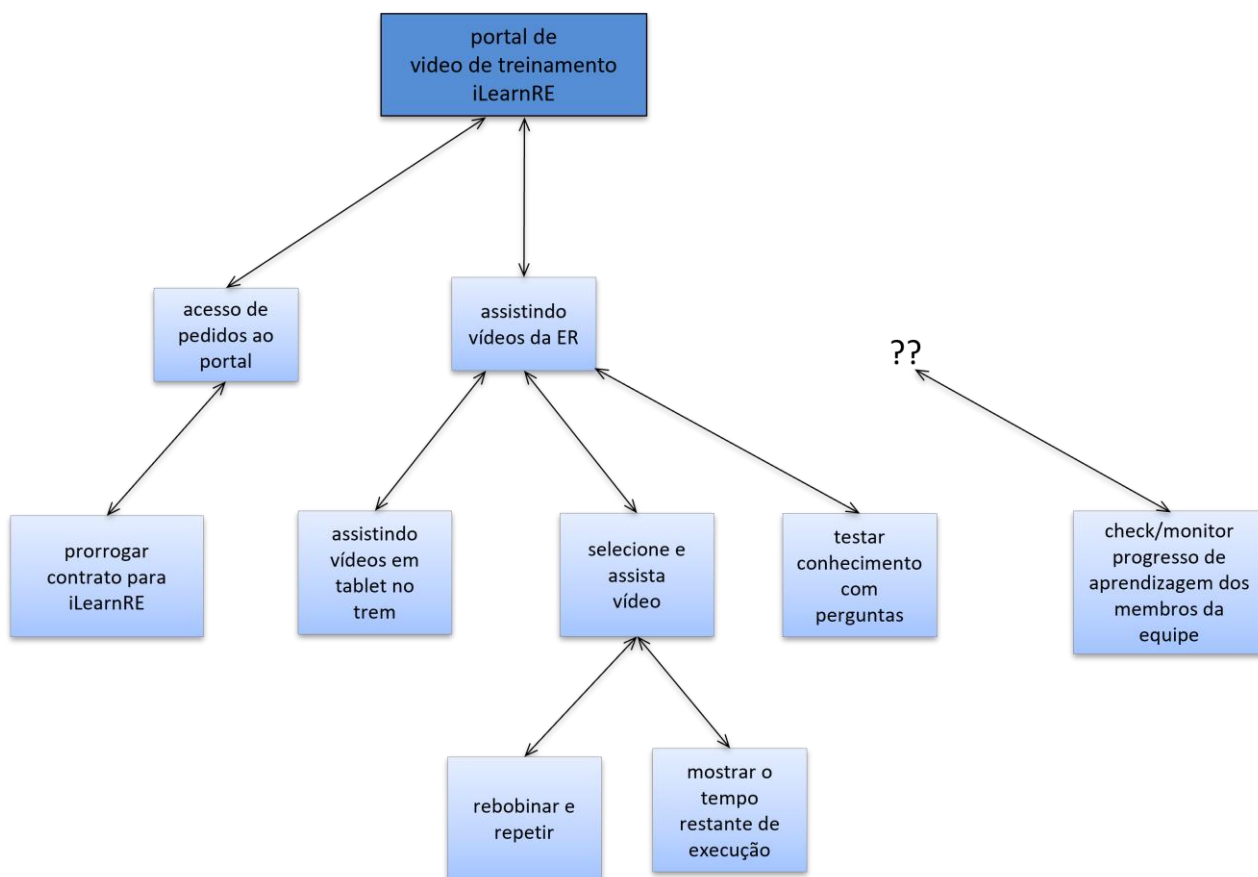 portal de
video de treinamento
iLearnRE
acesso de
pedidos ao
portal
assistindo
vídeos da ER
??
prorrogar
contrato para
iLearnRE
assistindo
vídeos em
tablet no
trem
selecione e
assista
vídeo
testar
conhecimento
com
perguntas
check/monitor
progresso de
aprendizagem dos
membros da
equipe
rebobinar e
repetir
mostrar o
tempo
restante de
execução